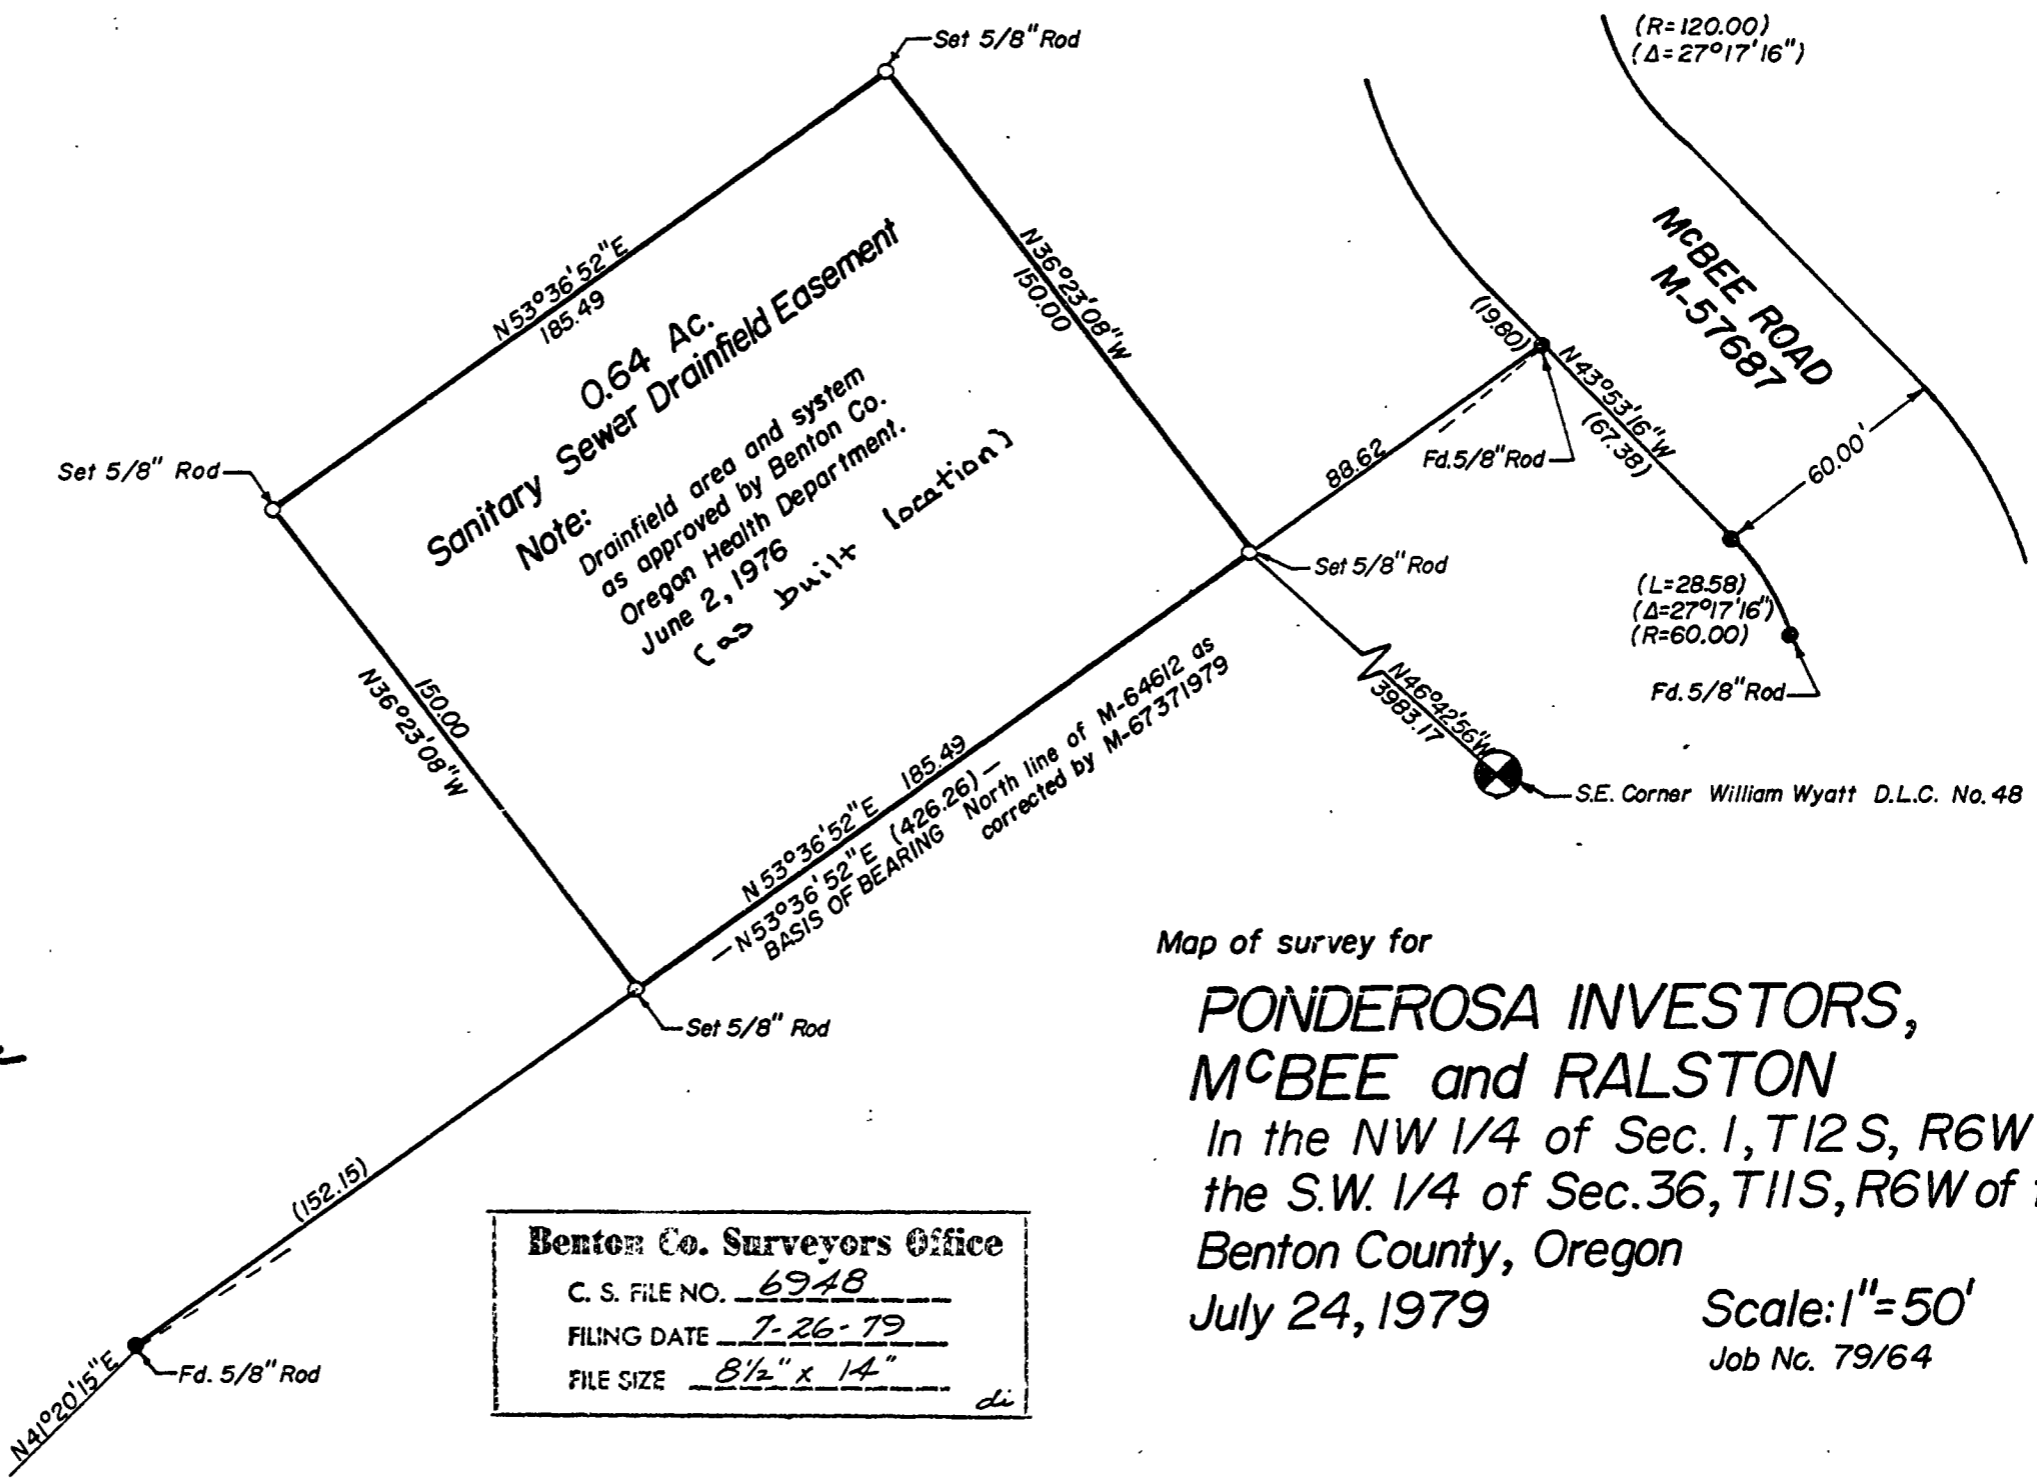 Set 5/8" Rod
(R=120.00)
(Δ=27°17'16")
N53°36'52"E
185.49
N36°23'08"W
150.00
McBEE ROAD
M-57687
0.64 Ac.
Sanitary Sewer Drainfield Easement
Note:
Drainfield area and system
as approved by Benton Co.
Oregon Health Department.
June 2, 1976
(as built location)
(19.80)
N43°53'16"W
(67.38)
60.00'
Set 5/8" Rod
88.62
Fd. 5/8" Rod
Set 5/8" Rod
(L=28.58)
(Δ=27°17'16")
(R=60.00)
Fd. 5/8" Rod
150.00
N36°23'08"W
N46°42'56"W
3983.17
S.E. Corner William Wyatt D.L.C. No. 48
N53°36'52"E 185.49
N53°36'52"E (426.26)
BASIS OF BEARING North line of M-64612 as
corrected by M-67371979
Set 5/8" Rod
(152.15)
Fd. 5/8" Rod
N41°20'15"E
Map of survey for
PONDEROSA INVESTORS,
McBEE and RALSTON
In the NW 1/4 of Sec. 1, T12S, R6W
the S.W. 1/4 of Sec. 36, T11S, R6W of
Benton County, Oregon
July 24, 1979
Scale: 1"=50'
Job No. 79/64
Benton Co. Surveyors Office
C. S. FILE NO. 6948
FILING DATE 7-26-79
FILE SIZE 8½" x 14"
di